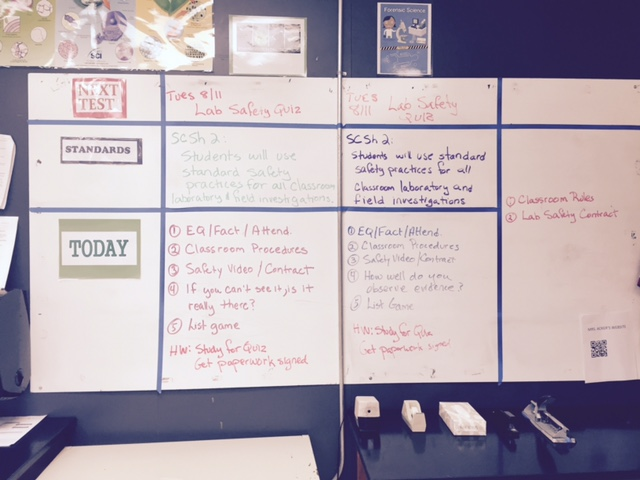 Forensic Science
NEXT
TEST
TUES 8/11
Lab Safety Quiz
TUES
8/11 Lab Safety
Quiz
STANDARDS
SCSh 2:
Students will use
standard safety
practices for all classroom
laboratory & field investigations.
SCSh 2:
Students will use standard
safety practices for all
classroom laboratory and
field investigations
① Classroom Rules
② Lab Safety Contract
TODAY
① EQ/Fact/Attend.
② Classroom Procedures
③ Safety Video/Contract
④ If you can't see it, is it
really there?
⑤ List game
HW: Study for Quiz
Get paperwork signed
① EQ/Fact/Attend.
② Classroom Procedures
③ Safety Video/Contract
④ How well do you
observe evidence?
⑤ List Game
HW: Study for Quiz
Get paperwork signed